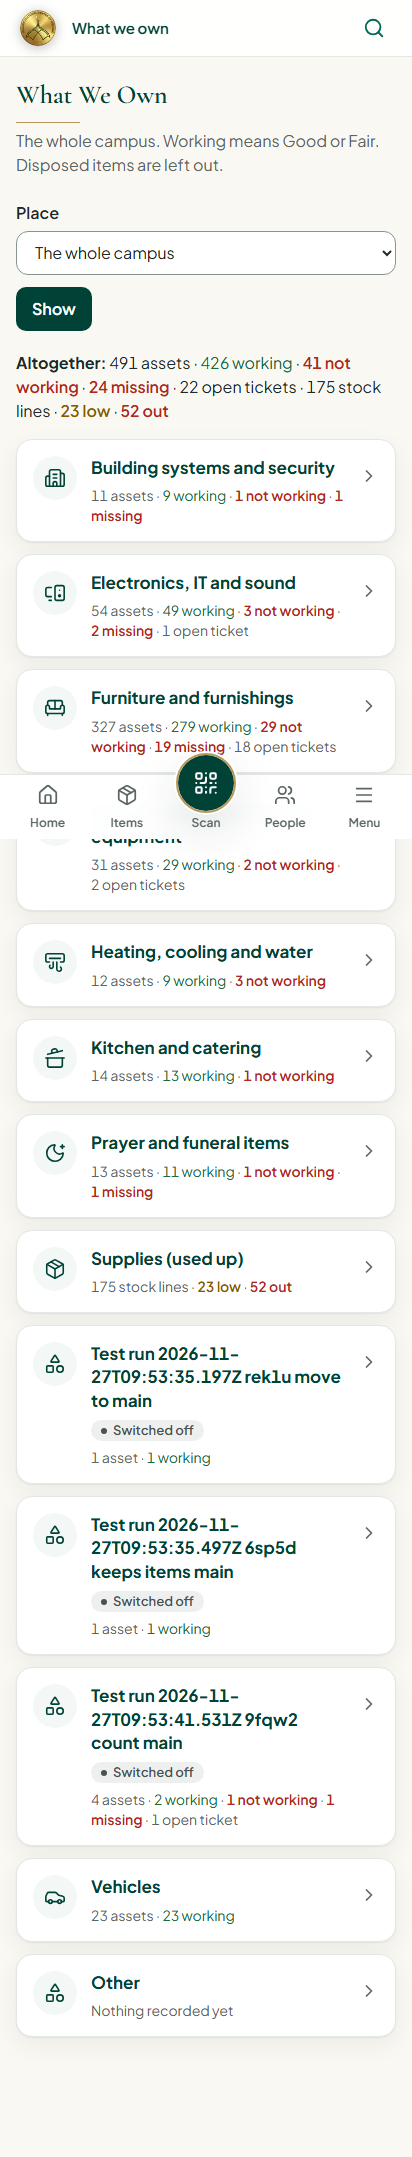 What we own
What We Own
The whole campus. Working means Good or Fair.
Disposed items are left out.
Place
The whole campus
Show
Altogether: 491 assets · 426 working · 41 not
working · 24 missing · 22 open tickets · 175 stock
lines · 23 low · 52 out
Building systems and security
11 assets · 9 working · 1 not working · 1
missing
Electronics, IT and sound
54 assets · 49 working · 3 not working ·
2 missing · 1 open ticket
Furniture and furnishings
327 assets · 279 working · 29 not
working · 19 missing · 18 open tickets
Home
Items
Scan
People
Menu
equipment
31 assets · 29 working · 2 not working ·
2 open tickets
Heating, cooling and water
12 assets · 9 working · 3 not working
Kitchen and catering
14 assets · 13 working · 1 not working
Prayer and funeral items
13 assets · 11 working · 1 not working ·
1 missing
Supplies (used up)
175 stock lines · 23 low · 52 out
Test run 2026-11-
27T09:53:35.197Z rek1u move
to main
Switched off
1 asset · 1 working
Test run 2026-11-
27T09:53:35.497Z 6sp5d
keeps items main
Switched off
1 asset · 1 working
Test run 2026-11-
27T09:53:41.531Z 9fqw2
count main
Switched off
4 assets · 2 working · 1 not working · 1
missing · 1 open ticket
Vehicles
23 assets · 23 working
Other
Nothing recorded yet